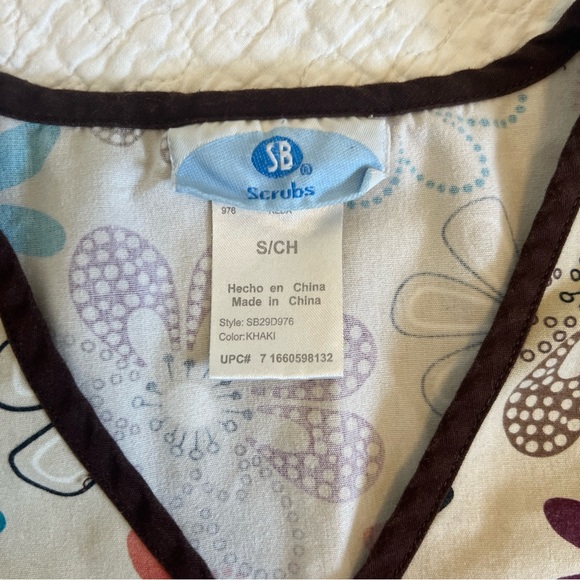 SB®
Scrubs
976
S/CH
Hecho en China
Made in China
Style: SB29D976
Color:KHAKI
UPC# 7 1660598132